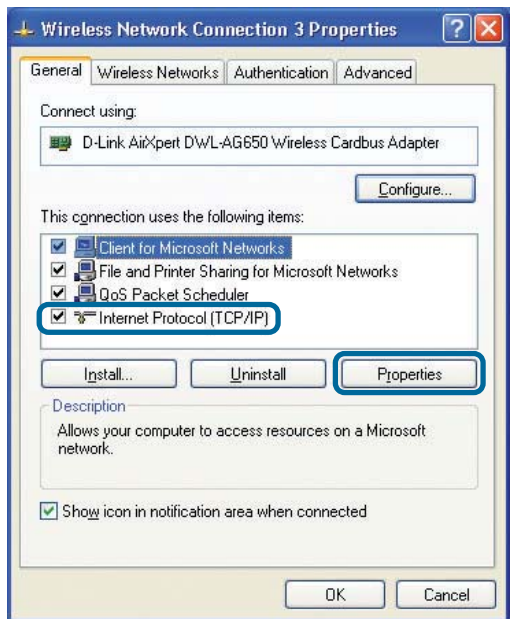 Wireless Network Connection 3 Properties
General Wireless Networks Authentication Advanced
Connect using:
D-Link AirXpert DWL-AG650 Wireless Cardbus Adapter
Configure...
This connection uses the following items:
Client for Microsoft Networks
File and Printer Sharing for Microsoft Networks
QoS Packet Scheduler
Internet Protocol (TCP/IP)
Install... Uninstall Properties
Description
Allows your computer to access resources on a Microsoft
network.
Show icon in notification area when connected
OK Cancel